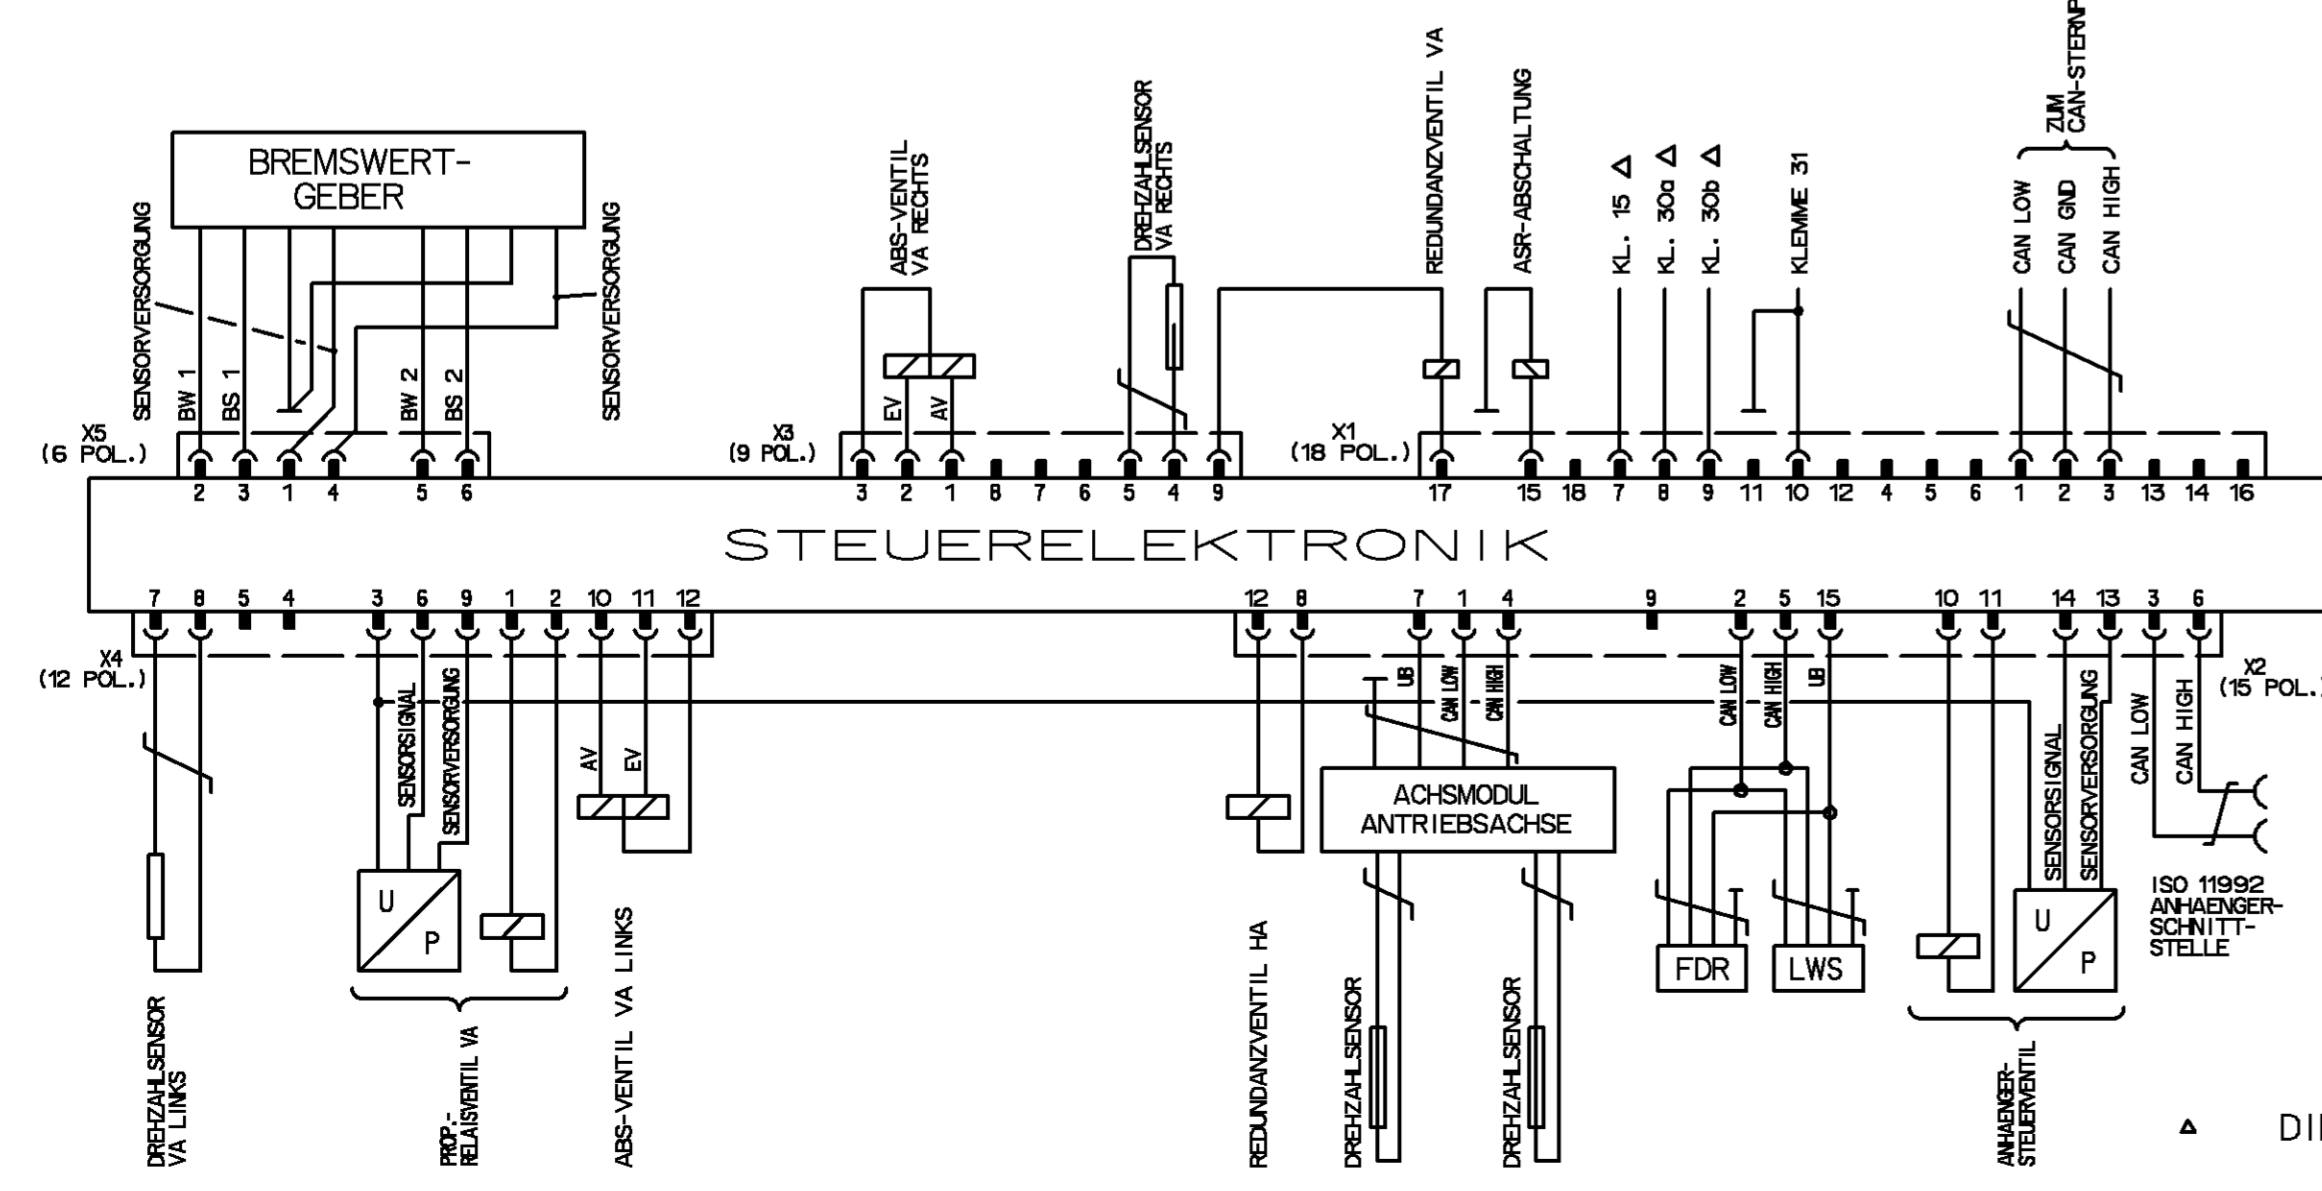 ZUM
CAN-STERNP
REDUNDANZVENTIL VA
ASR-ABSCHALTUNG
DREHZAHLSENSOR
VA RECHTS
ABS-VENTIL
VA RECHTS
KL. 15 Δ
KL. 30a Δ
KL. 30b Δ
KLEMME 31
CAN LOW
CAN GND
CAN HIGH
BREMSWERT-
GEBER
SENSORVERSORGUNG
SENSORVERSORGUNG
BW 1
BS 1
BW 2
BS 2
EV
AV
X5
(6 POL.)
X3
(9 POL.)
X1
(18 POL.)
2 3 1 4 5 6
3 2 1 8 7 6 5 4 9
17 15 18 7 8 9 11 10 12 4 5 6 1 2 3 13 14 16
STEUERELEKTRONIK
7 8 5 4 3 6 9 1 2 10 11 12
12 8 7 1 4 9 2 5 15 10 11 14 13 3 6
X4
(12 POL.)
X2
(15 POL.)
SENSORSIGNAL
SENSORVERSORGUNG
AV
EV
UB
CAN LOW
CAN HIGH
CAN LOW
CAN HIGH
UB
SENSORSIGNAL
SENSORVERSORGUNG
CAN LOW
CAN HIGH
ACHSMODUL
ANTRIEBSACHSE
U
P
FDR
LWS
U
P
ISO 11992
ANHAENGER-
SCHNITT-
STELLE
DREHZAHLSENSOR
VA LINKS
PROP.-
RELAISVENTIL VA
ABS-VENTIL VA LINKS
REDUNDANZVENTIL HA
DREHZAHLSENSOR
DREHZAHLSENSOR
ANHAENGER-
STEUERVENTIL
Δ